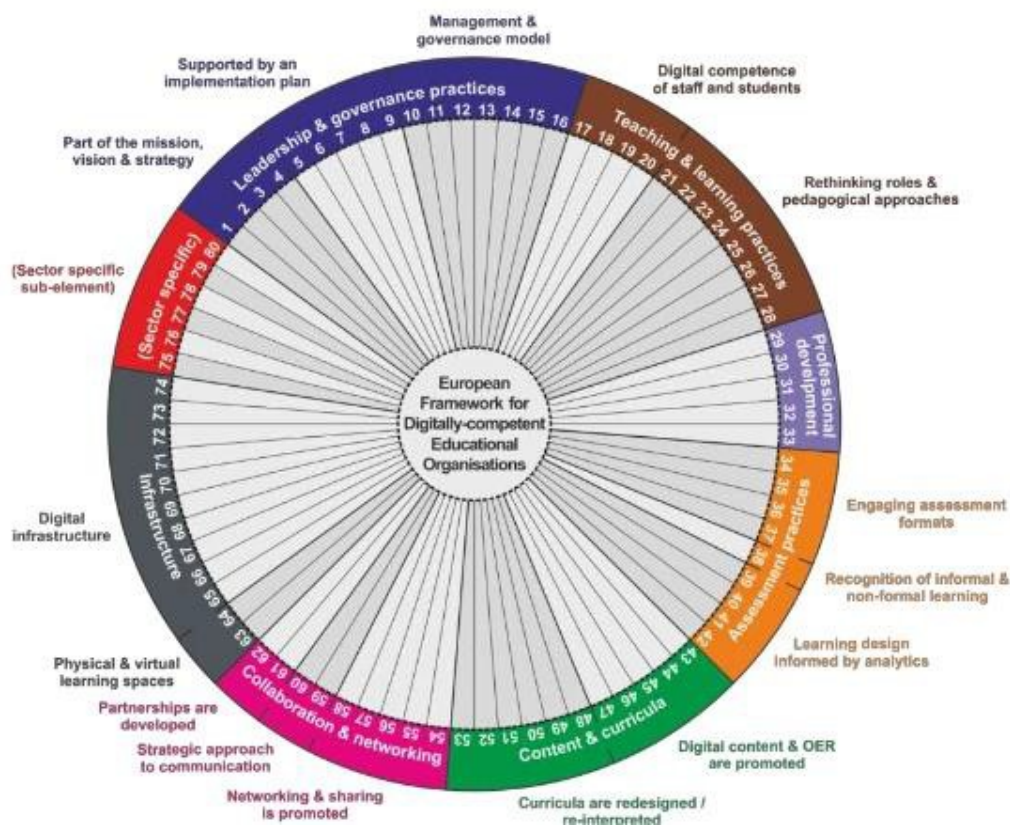 Management &
governance model
Supported by an
implementation plan
Part of the mission,
vision & strategy
Digital competence
of staff and students
Rethinking roles &
pedagogical approaches
(Sector specific
sub-element)
Leadership & governance practices
Teaching & learning practices
Professional
develpment
Assessment practices
Content & curricula
Collaboration & networking
Infrastructure
(Sector specific)
1 2 3 4 5 6 7 8 9 10 11 12 13 14 15 16
17 18 19 20 21 22 23 24 25 26 27 28
29 30 31 32 33
34 35 36 37 38 39 40 41 42
43 44 45 46 47 48 49 50 51 52 53
54 55 56 57 58 59 60 61 62
63 64 65 66 67 68 69 70 71 72 73 74
75 76 77 78 79 80
European
Framework for
Digitally-competent
Educational
Organisations
Engaging assessment
formats
Recognition of informal &
non-formal learning
Learning design
informed by analytics
Digital content & OER
are promoted
Curricula are redesigned /
re-interpreted
Networking & sharing
is promoted
Strategic approach
to communication
Partnerships are
developed
Physical & virtual
learning spaces
Digital
infrastructure